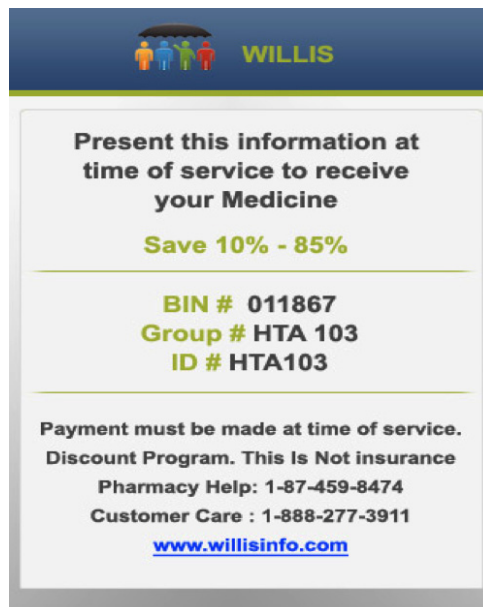 WILLIS
Present this information at
time of service to receive
your Medicine
Save 10% - 85%
BIN # 011867
Group # HTA 103
ID # HTA103
Payment must be made at time of service.
Discount Program. This Is Not insurance
Pharmacy Help: 1-87-459-8474
Customer Care : 1-888-277-3911
www.willisinfo.com